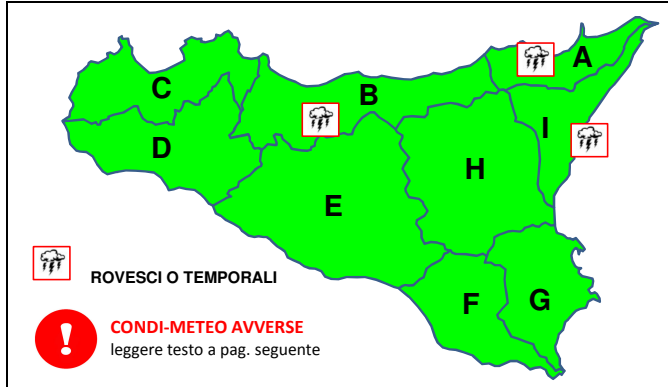 A
C
B
I
D
H
E
ROVESCI O TEMPORALI
F
G
CONDI-METEO AVVERSE
leggere testo a pag. seguente